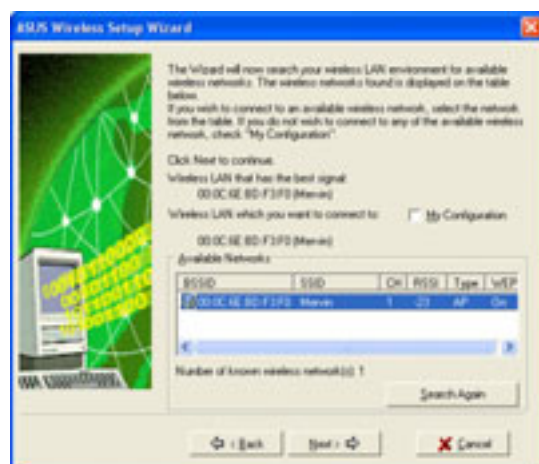 ASUS Wireless Setup Wizard
The Wizard will now search your wireless LAN environment for available
wireless networks. The wireless networks found is displayed on the table
below.
If you wish to connect to an available wireless network, select the network
from the table. If you do not wish to connect to any of the available wireless
network, check "My Configuration"
Click Next to continue.
Wireless LAN that has the best signal:
00:0C:6E:BD:F3:F0 (Mervin)
Wireless LAN which you want to connect to:
My Configuration
00:0C:6E:BD:F3:F0 (Mervin)
Available Networks
BSSID SSID CH RSSI Type WEP
00:0C:6E:BD:F3:F0 Mervin 1 -23 AP On
Number of known wireless network(s): 1
Search Again
< Back
Next >
Cancel